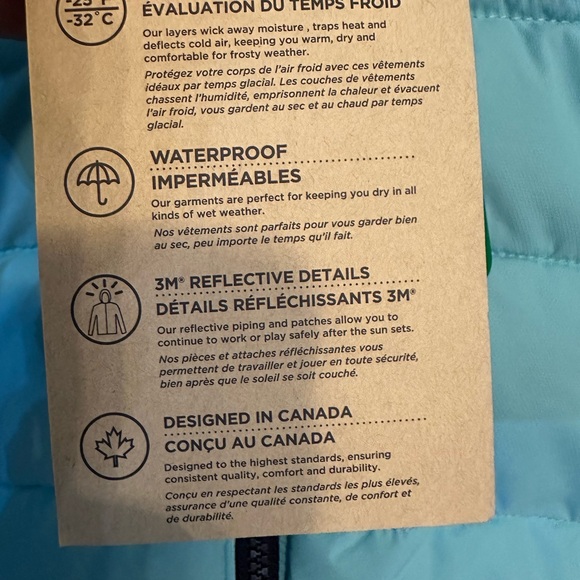 -25°F
-32°C
ÉVALUATION DU TEMPS FROID
Our layers wick away moisture , traps heat and
deflects cold air, keeping you warm, dry and
comfortable for frosty weather.
Protégez votre corps de l'air froid avec ces vêtements
idéaux par temps glacial. Les couches de vêtements
chassent l'humidité, emprisonnent la chaleur et évacuent
l'air froid, vous gardent au sec et au chaud par temps
glacial.
WATERPROOF
IMPERMÉABLES
Our garments are perfect for keeping you dry in all
kinds of wet weather.
Nos vêtements sont parfaits pour vous garder bien
au sec, peu importe le temps qu'il fait.
3M® REFLECTIVE DETAILS
DÉTAILS RÉFLÉCHISSANTS 3M®
Our reflective piping and patches allow you to
continue to work or play safely after the sun sets.
Nos pièces et attaches réfléchissantes vous
permettent de travailler et jouer en toute sécurité,
bien après que le soleil se soit couché.
DESIGNED IN CANADA
CONÇU AU CANADA
Designed to the highest standards, ensuring
consistent quality, comfort and durability.
Conçu en respectant les standards les plus élevés,
assurance d'une qualité constante, de confort et
de durabilité.